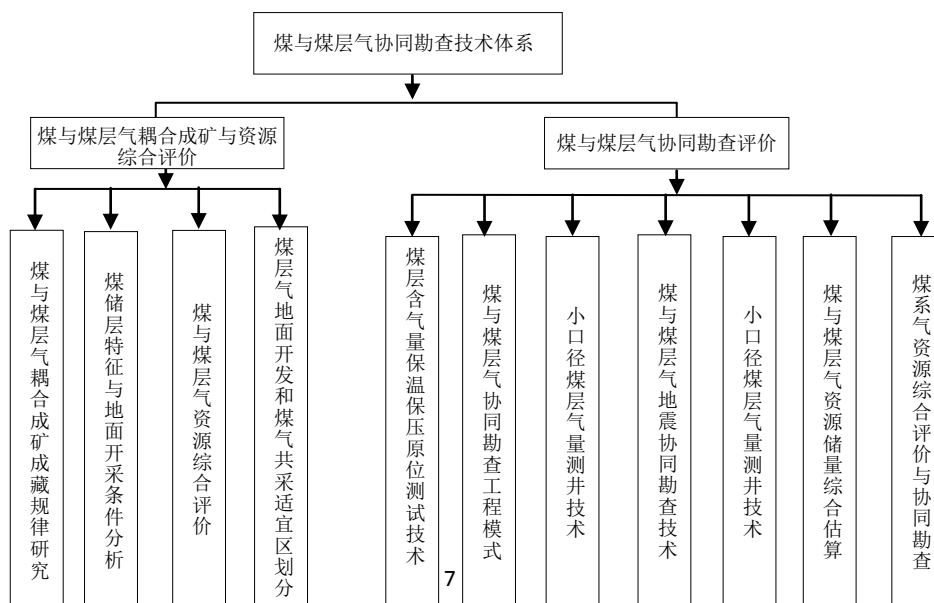 煤与煤层气协同勘查技术体系
煤与煤层气耦合成矿与资源
综合评价
煤与煤层气协同勘查评价
煤与煤层气耦合成矿成藏规律研究
煤储层特征与地面开采条件分析
煤与煤层气资源综合评价
煤层气地面开发和煤气共采适宜区划分
煤层含气量保温保压原位测试技术
煤与煤层气协同勘查工程模式
小口径煤层气量测井技术
煤与煤层气地震协同勘查技术
小口径煤层气量测井技术
煤与煤层气资源储量综合估算
煤系气资源综合评价与协同勘查
7